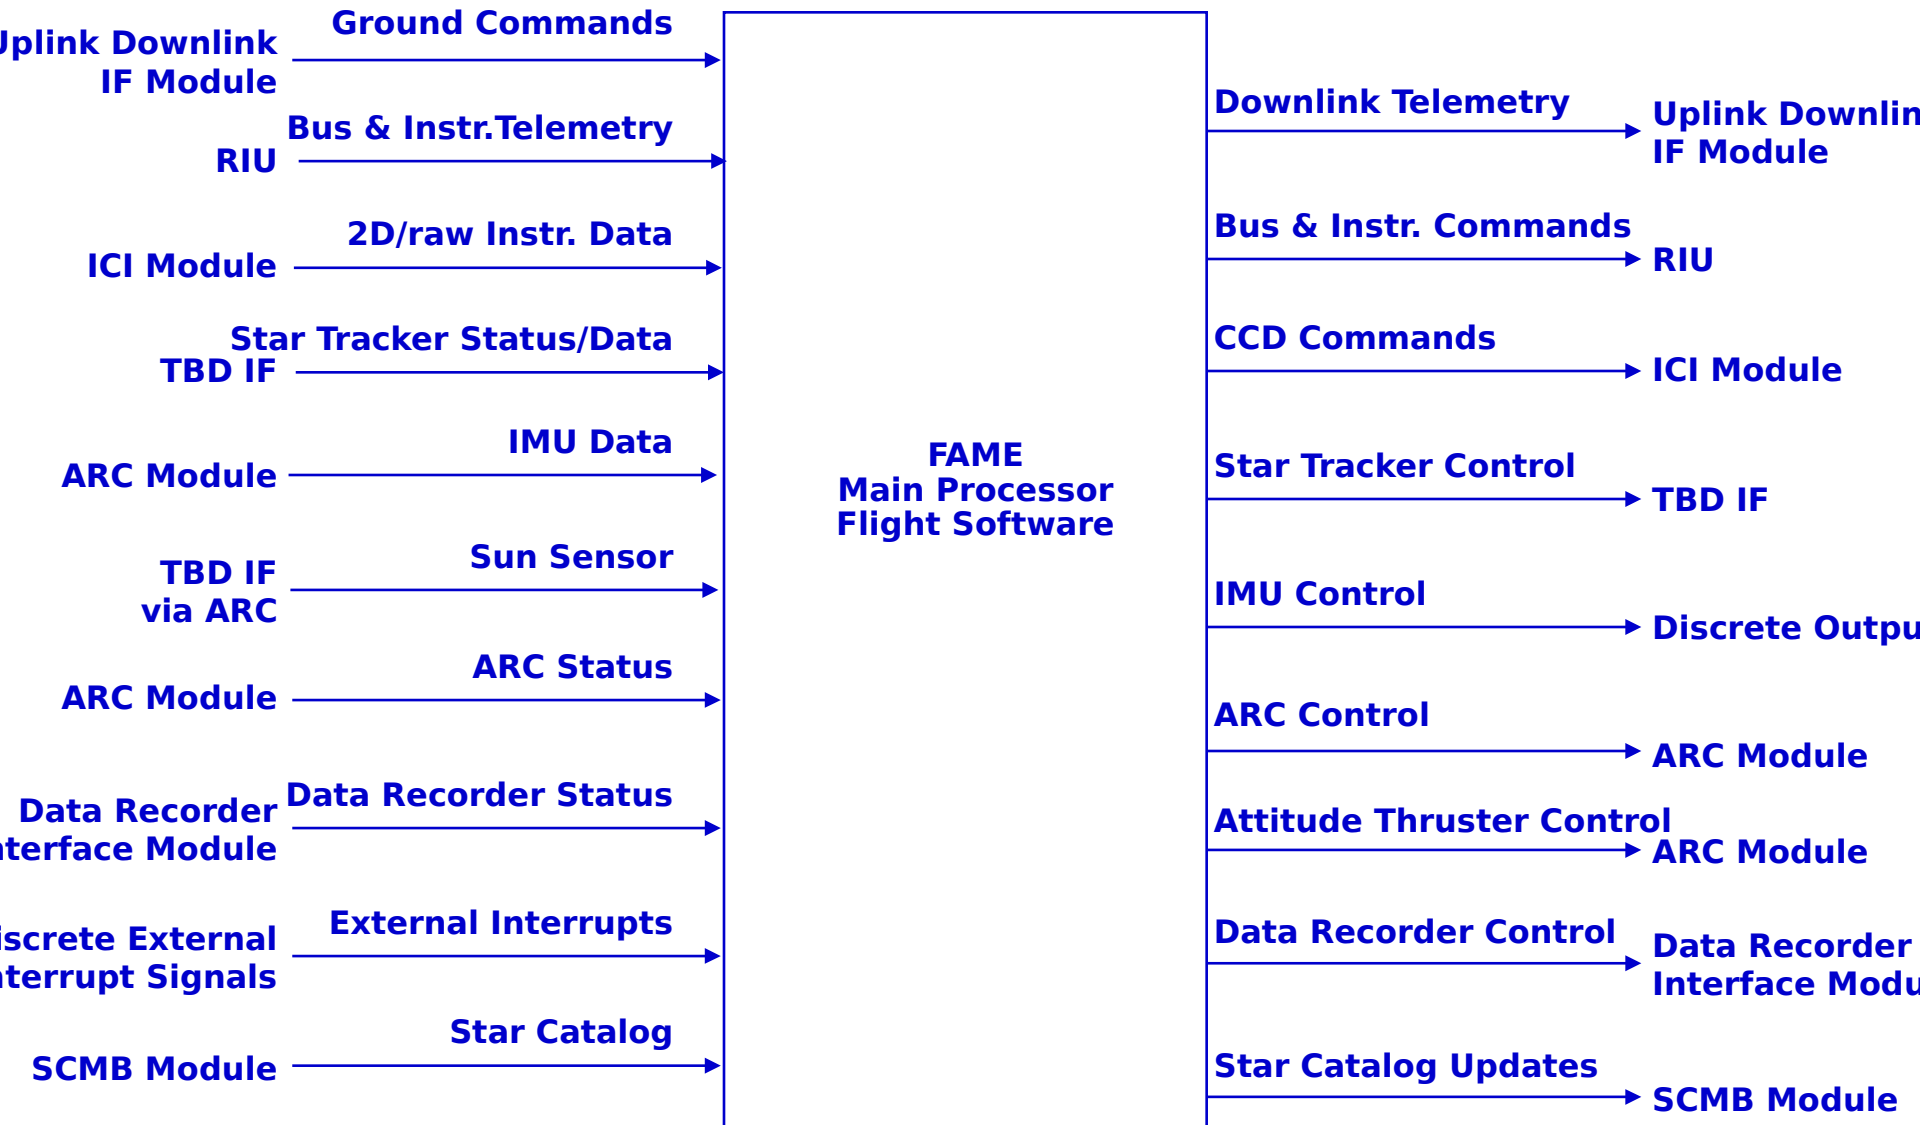 Ground Commands
Uplink Downlink
IF Module
Bus & Instr.Telemetry
RIU
2D/raw Instr. Data
ICI Module
Star Tracker Status/Data
TBD IF
IMU Data
ARC Module
Sun Sensor
TBD IF
via ARC
ARC Status
ARC Module
Data Recorder Status
Data Recorder
nterface Module
External Interrupts
iscrete External
nterrupt Signals
Star Catalog
SCMB Module
FAME
Main Processor
Flight Software
Downlink Telemetry
Uplink Downlin
IF Module
Bus & Instr. Commands
RIU
CCD Commands
ICI Module
Star Tracker Control
TBD IF
IMU Control
Discrete Outpu
ARC Control
ARC Module
Attitude Thruster Control
ARC Module
Data Recorder Control
Data Recorder
Interface Modu
Star Catalog Updates
SCMB Module